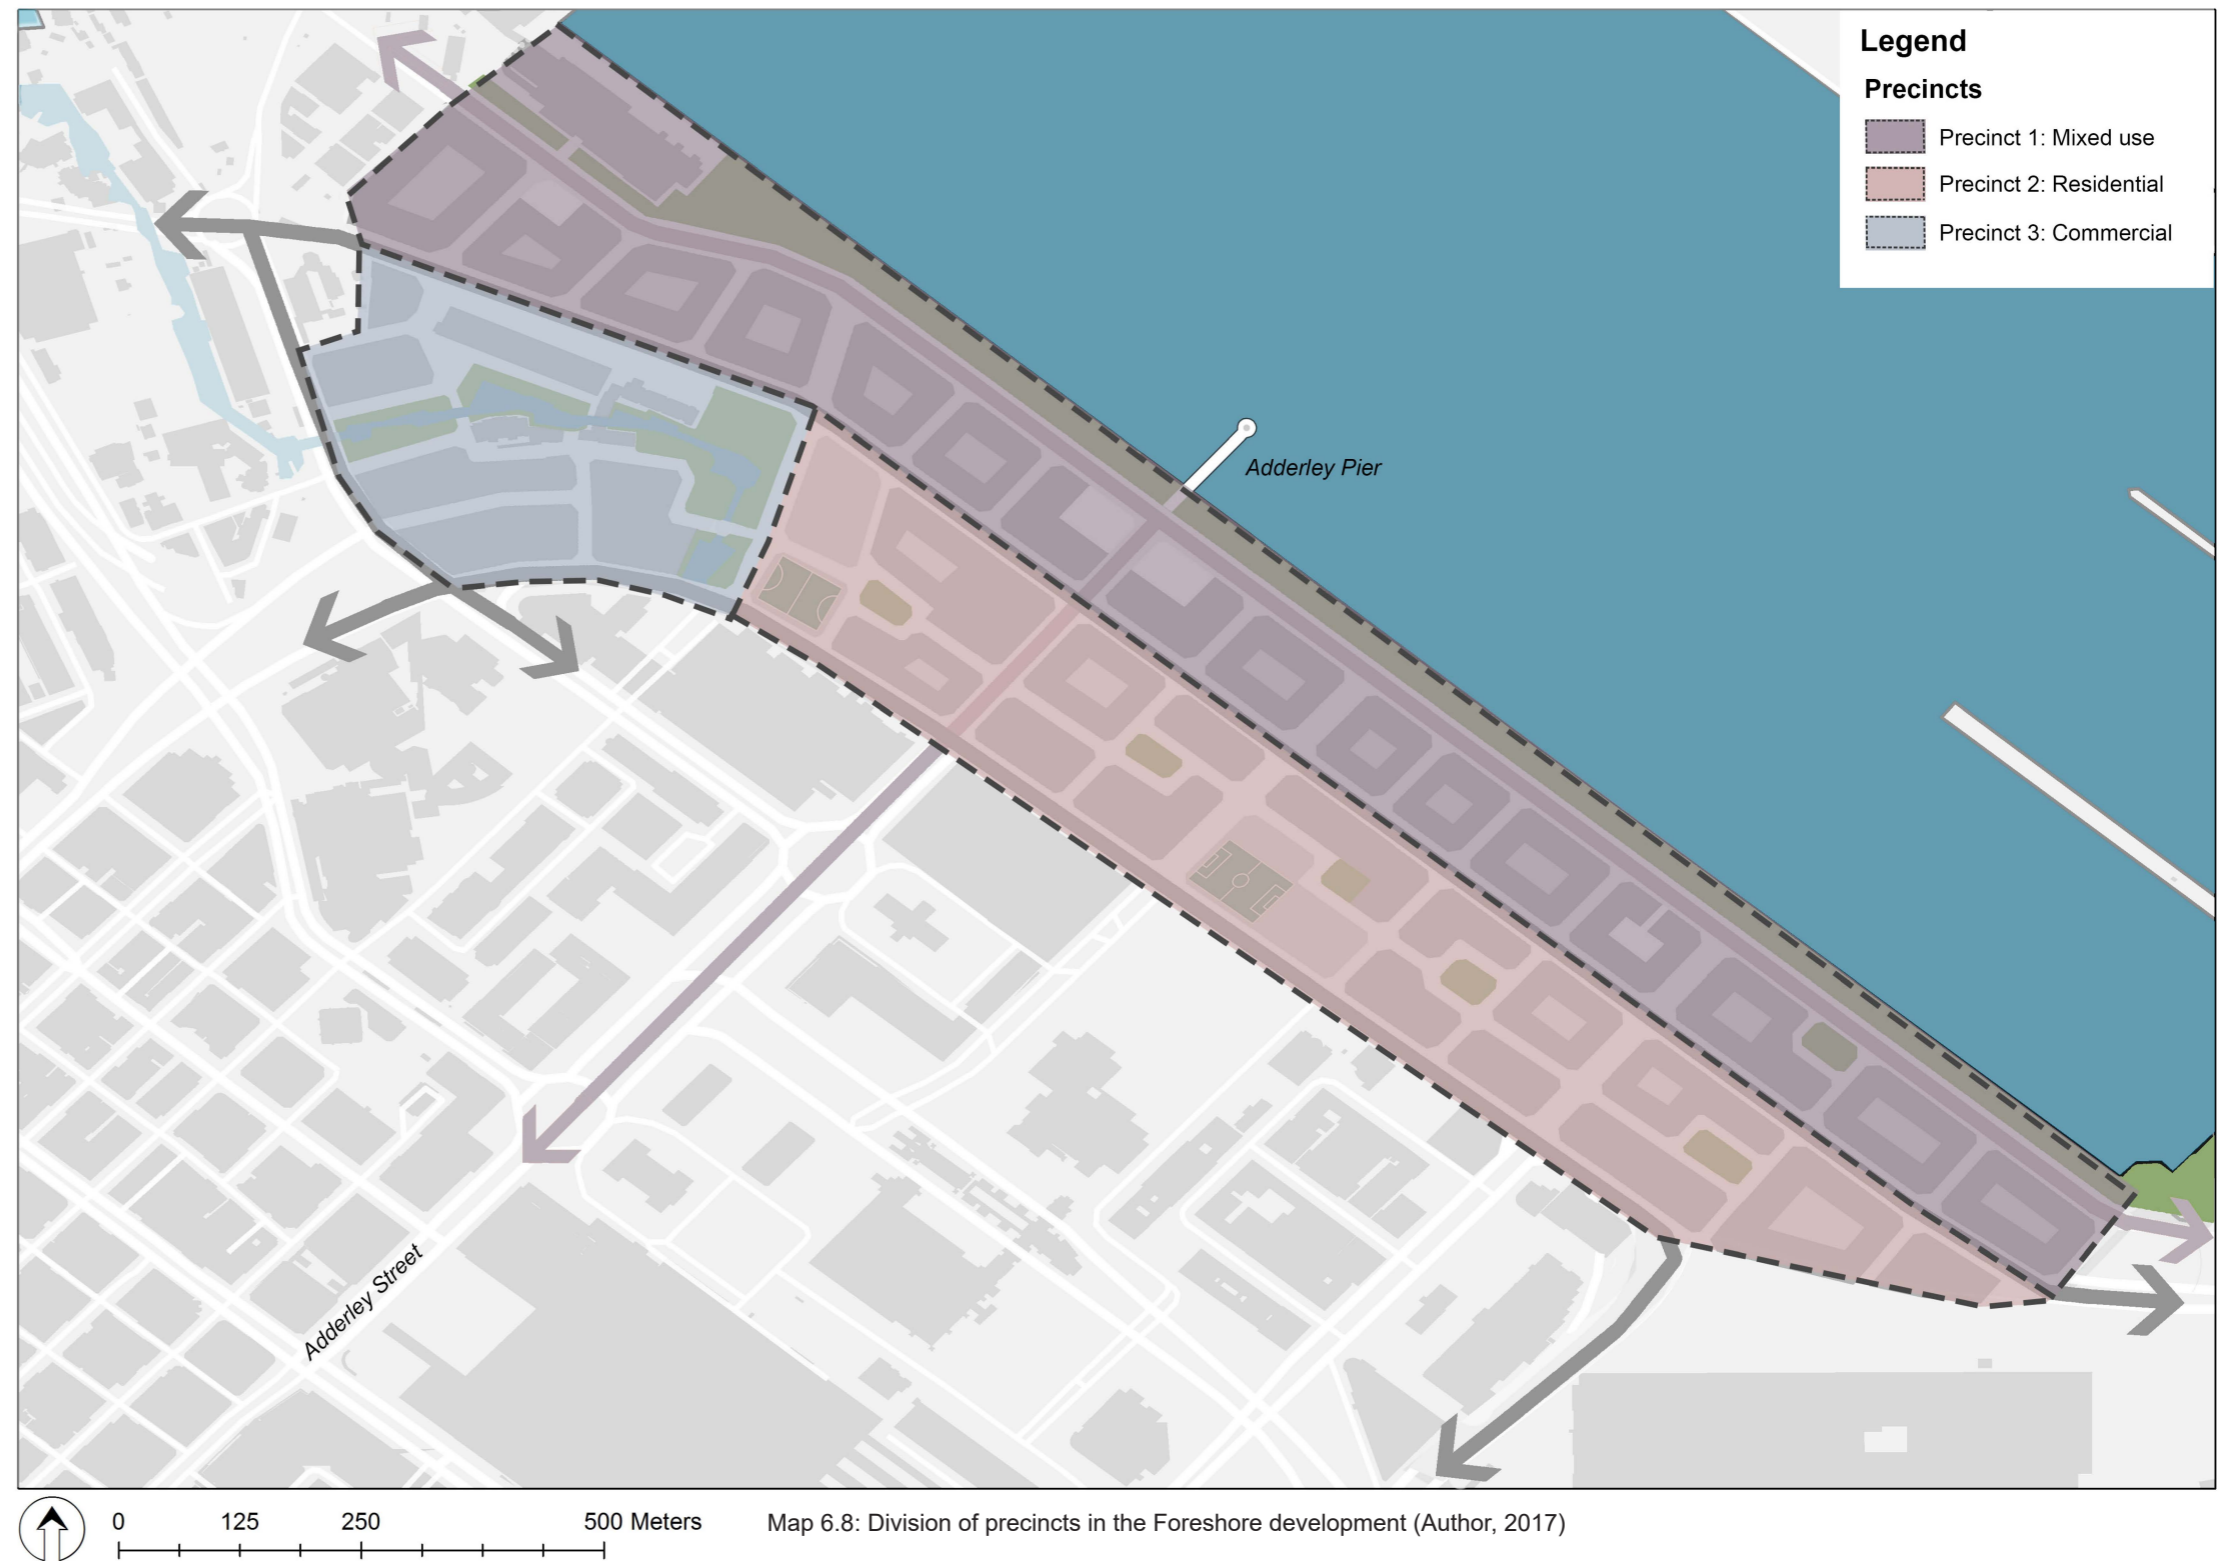 Legend
Precincts
Precinct 1: Mixed use
Precinct 2: Residential
Precinct 3: Commercial
Adderley Pier
Adderley Street
0 125 250 500 Meters
Map 6.8: Division of precincts in the Foreshore development (Author, 2017)